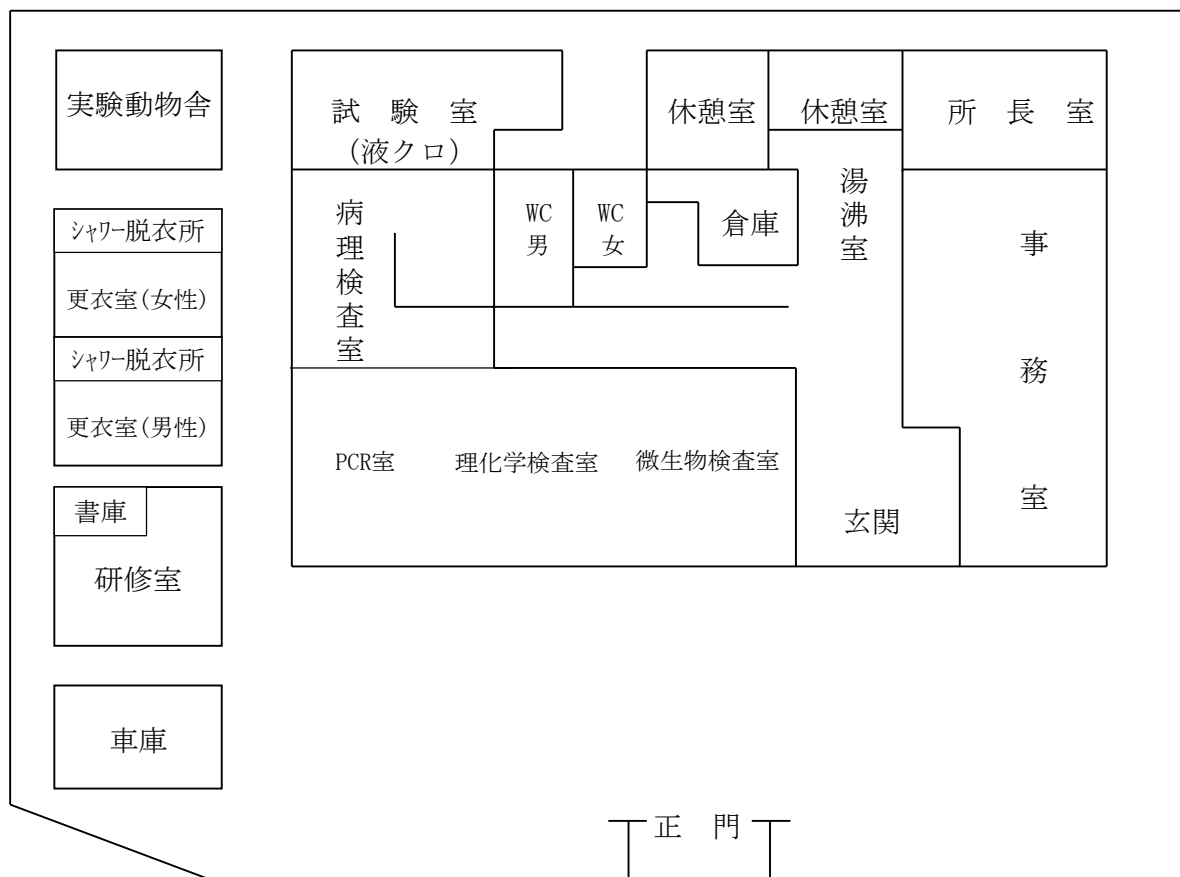 実験動物舎
シャワー脱衣所
更衣室(女性)
シャワー脱衣所
更衣室(男性)
書庫
研修室
車庫
試験室
(液クロ)
病理検査室
WC
男
WC
女
休憩室
休憩室
所長室
倉庫
湯沸室
事務室
PCR室
理化学検査室
微生物検査室
玄関
正門